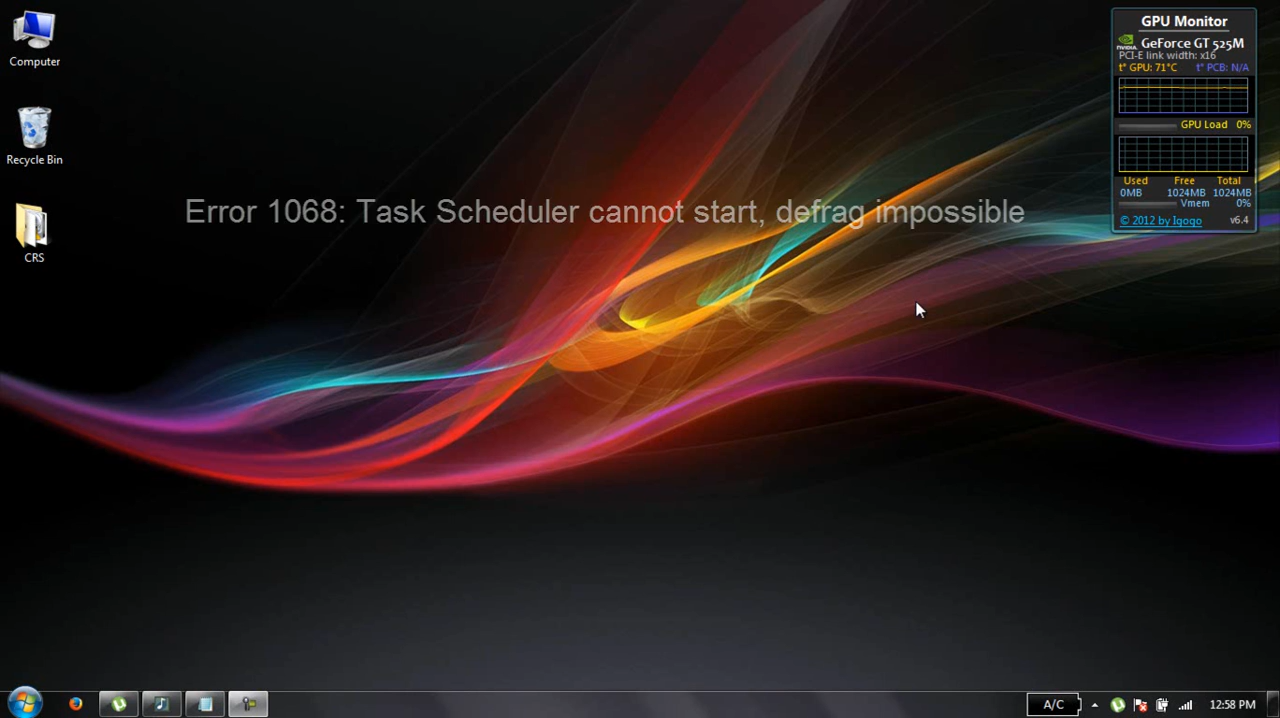 Computer
Recycle Bin
CRS
Error 1068: Task Scheduler cannot start, defrag impossible
GPU Monitor
NVIDIA GeForce GT 525M
PCI-E link width: x16
t° GPU: 71°C t° PCB: N/A
GPU Load 0%
Used Free Total
0MB 1024MB 1024MB
Vmem 0%
© 2012 by Igogo v6.4
A/C 12:58 PM